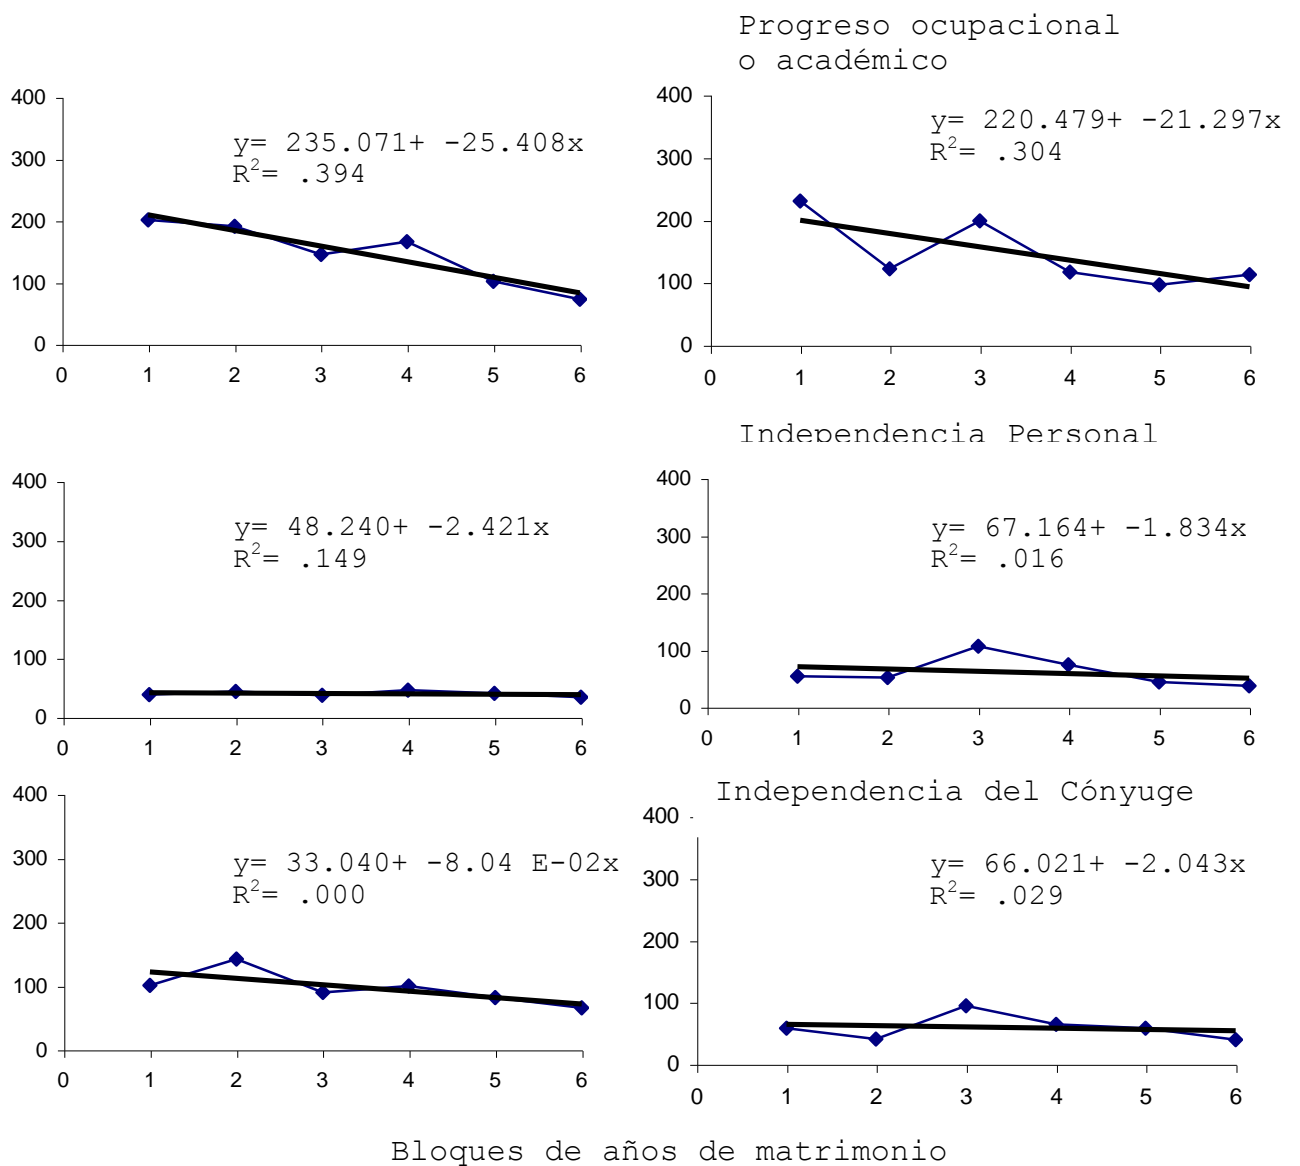 Progreso ocupacional
o académico
400
300
200
100
0
y= 235.071+ -25.408x
R²= .394
0 1 2 3 4 5 6
400
300
200
100
0
y= 220.479+ -21.297x
R²= .304
0 1 2 3 4 5 6
400
300
200
100
0
y= 48.240+ -2.421x
R²= .149
0 1 2 3 4 5 6
Independencia Personal
400
300
200
100
0
y= 67.164+ -1.834x
R²= .016
0 1 2 3 4 5 6
400
300
200
100
0
y= 33.040+ -8.04 E-02x
R²= .000
0 1 2 3 4 5 6
Independencia del Cónyuge
400
300
200
100
0
y= 66.021+ -2.043x
R²= .029
0 1 2 3 4 5 6
Bloques de años de matrimonio